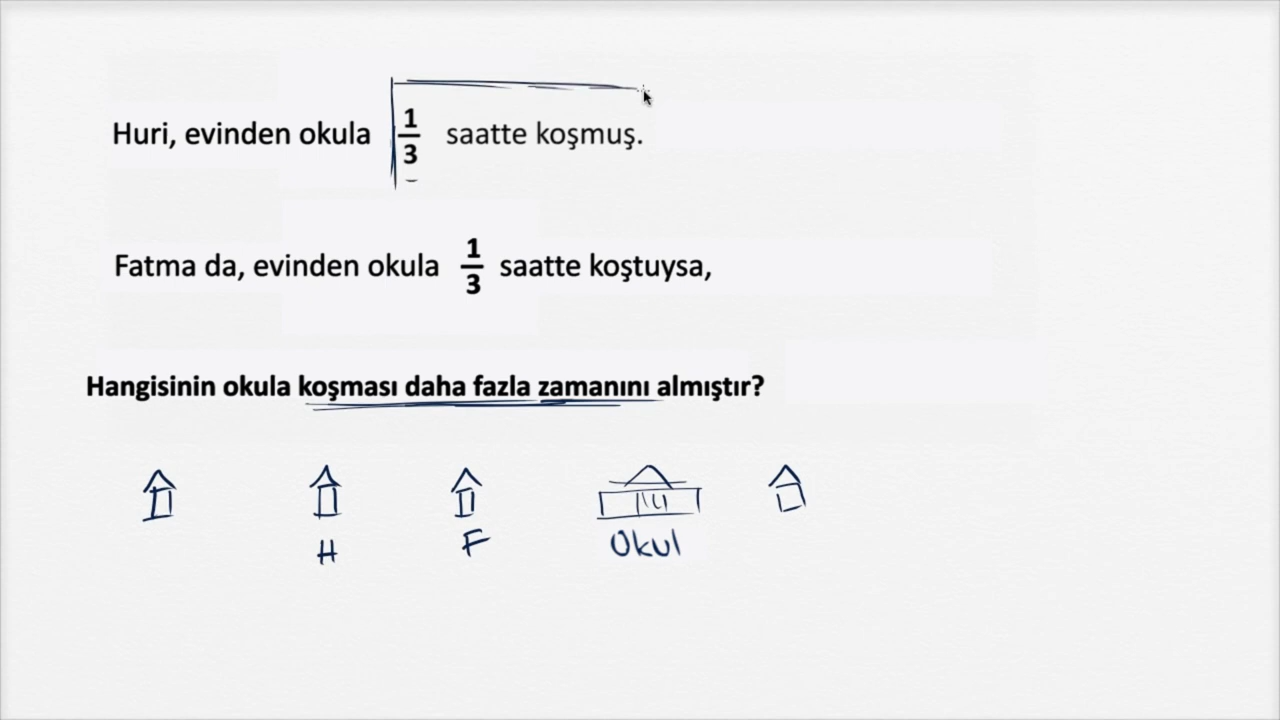 Huri, evinden okula 1/3 saatte koşmuş.
Fatma da, evinden okula 1/3 saatte koştuysa,
Hangisinin okula koşması daha fazla zamanını almıştır?
H F Okul